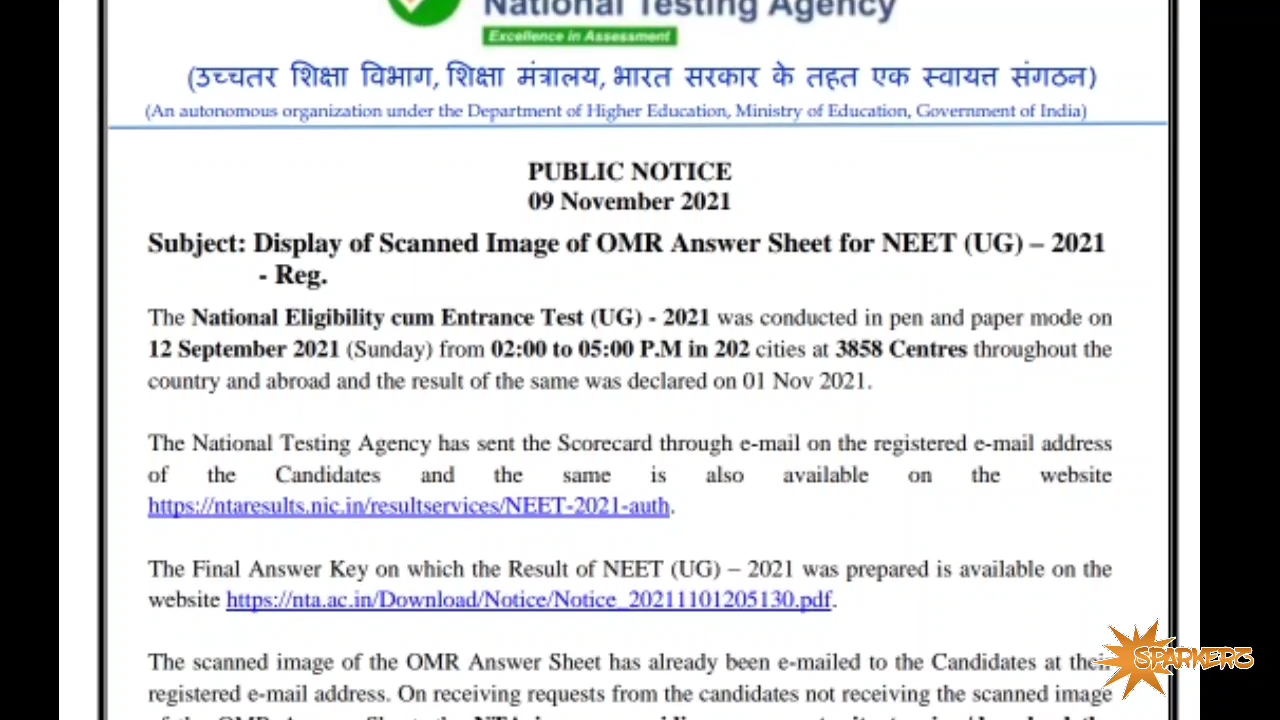 National Testing Agency
Excellence in Assessment
(उच्चतर शिक्षा विभाग, शिक्षा मंत्रालय, भारत सरकार के तहत एक स्वायत्त संगठन)
(An autonomous organization under the Department of Higher Education, Ministry of Education, Government of India)
PUBLIC NOTICE
09 November 2021
Subject: Display of Scanned Image of OMR Answer Sheet for NEET (UG) – 2021
- Reg.
The National Eligibility cum Entrance Test (UG) - 2021 was conducted in pen and paper mode on
12 September 2021 (Sunday) from 02:00 to 05:00 P.M in 202 cities at 3858 Centres throughout the
country and abroad and the result of the same was declared on 01 Nov 2021.
The National Testing Agency has sent the Scorecard through e-mail on the registered e-mail address
of the Candidates and the same is also available on the website
https://ntaresults.nic.in/resultservices/NEET-2021-auth.
The Final Answer Key on which the Result of NEET (UG) – 2021 was prepared is available on the
website https://nta.ac.in/Download/Notice/Notice_20211101205130.pdf.
The scanned image of the OMR Answer Sheet has already been e-mailed to the Candidates at their
registered e-mail address. On receiving requests from the candidates not receiving the scanned image
SPARKERS